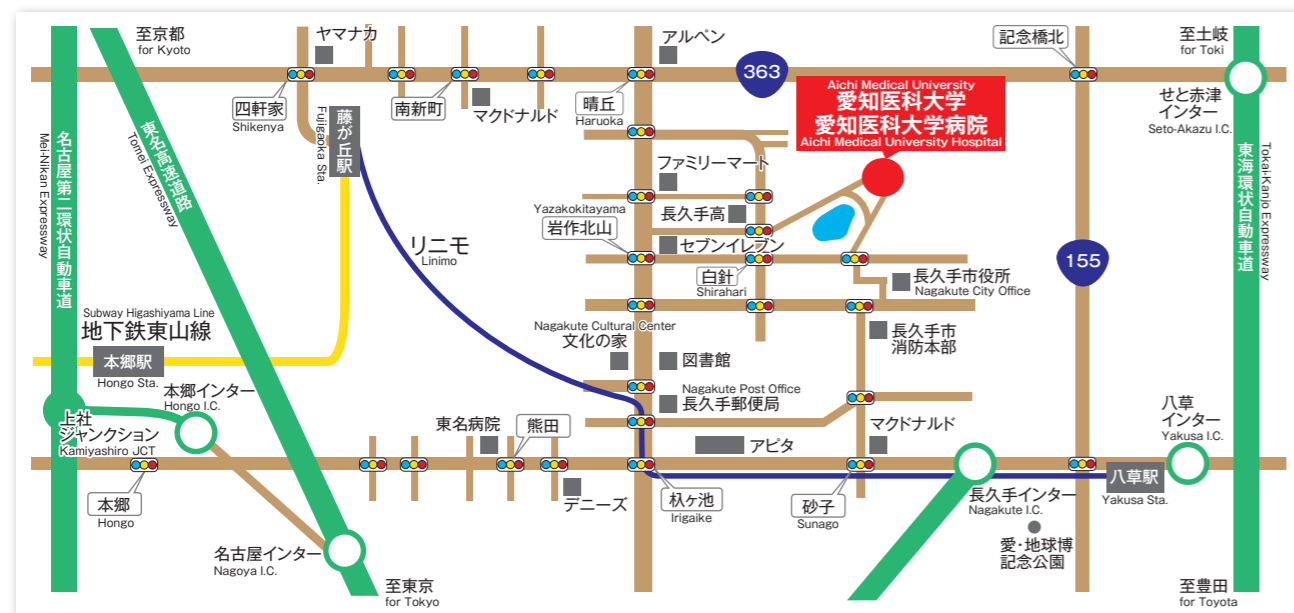 至京都
for Kyoto
ヤマナカ
アルペン
363
記念橋北
至土岐
for Toki
四軒家
Shikenya
南新町
マクドナルド
晴丘
Haruoka
Aichi Medical University
愛知医科大学
愛知医科大学病院
Aichi Medical University Hospital
せと赤津
インター
Seto-Akazu I.C.
名古屋第二環状自動車道
Mei-Nikan Expressway
東名高速道路
Tomei Expressway
藤が丘駅
Fujigaoka Sta.
ファミリーマート
長久手高
Yazakokitayama
岩作北山
セブンイレブン
白針
Shirahari
リニモ
Linimo
155
東海環状自動車道
Tokai-Kanjo Expressway
長久手市役所
Nagakute City Office
Subway Higashiyama Line
地下鉄東山線
本郷駅
Hongo Sta.
Nagakute Cultural Center
文化の家
図書館
長久手市
消防本部
本郷インター
Hongo I.C.
Nagakute Post Office
長久手郵便局
上社
ジャンクション
Kamiyashiro JCT
東名病院
熊田
アピタ
マクドナルド
八草
インター
Yakusa I.C.
本郷
Hongo
デニーズ
杁ヶ池
Irigaike
砂子
Sunago
長久手インター
Nagakute I.C.
八草駅
Yakusa Sta.
愛・地球博
記念公園
名古屋インター
Nagoya I.C.
至東京
for Tokyo
至豊田
for Toyota